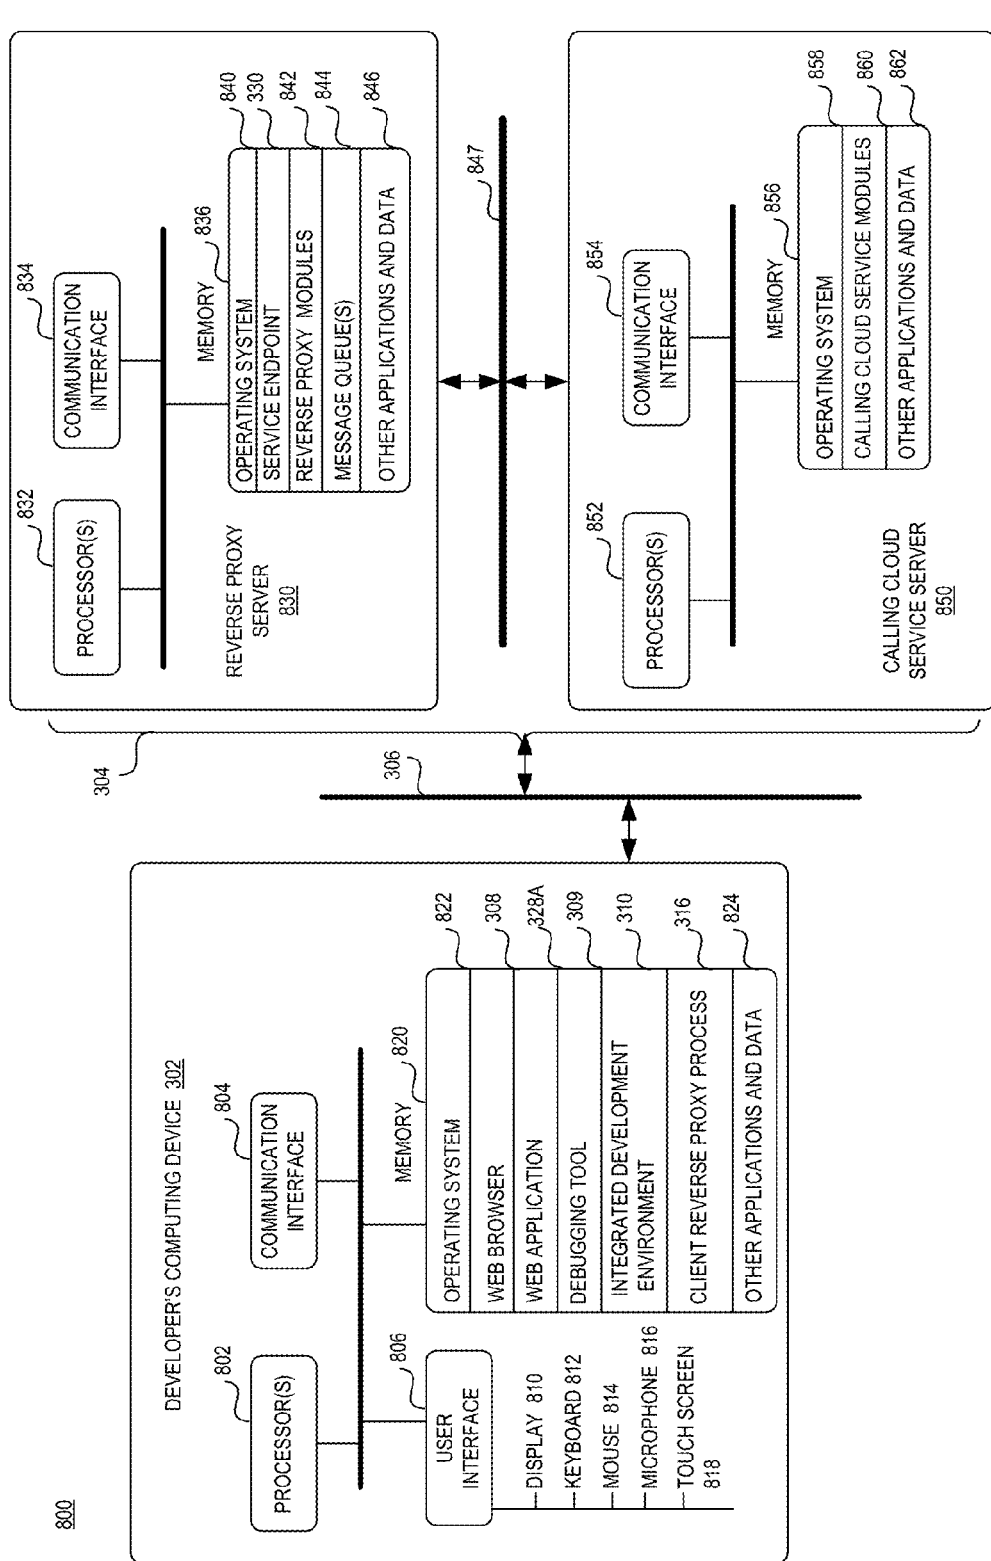 800
DEVELOPER'S COMPUTING DEVICE 302
802
PROCESSOR(S)
804
COMMUNICATION
INTERFACE
806
USER
INTERFACE
DISPLAY 810
KEYBOARD 812
MOUSE 814
MICROPHONE 816
TOUCH SCREEN
818
MEMORY
820
OPERATING SYSTEM
822
WEB BROWSER
308
WEB APPLICATION
328A
DEBUGGING TOOL
309
INTEGRATED DEVELOPMENT
ENVIRONMENT
310
CLIENT REVERSE PROXY PROCESS
316
OTHER APPLICATIONS AND DATA
824
306
304
832
PROCESSOR(S)
834
COMMUNICATION
INTERFACE
REVERSE PROXY
SERVER
830
MEMORY
836
OPERATING SYSTEM
840
SERVICE ENDPOINT
330
REVERSE PROXY MODULES
842
MESSAGE QUEUE(S)
844
OTHER APPLICATIONS AND DATA
846
847
852
PROCESSOR(S)
854
COMMUNICATION
INTERFACE
CALLING CLOUD
SERVICE SERVER
850
MEMORY
856
OPERATING SYSTEM
858
CALLING CLOUD SERVICE MODULES
860
OTHER APPLICATIONS AND DATA
862